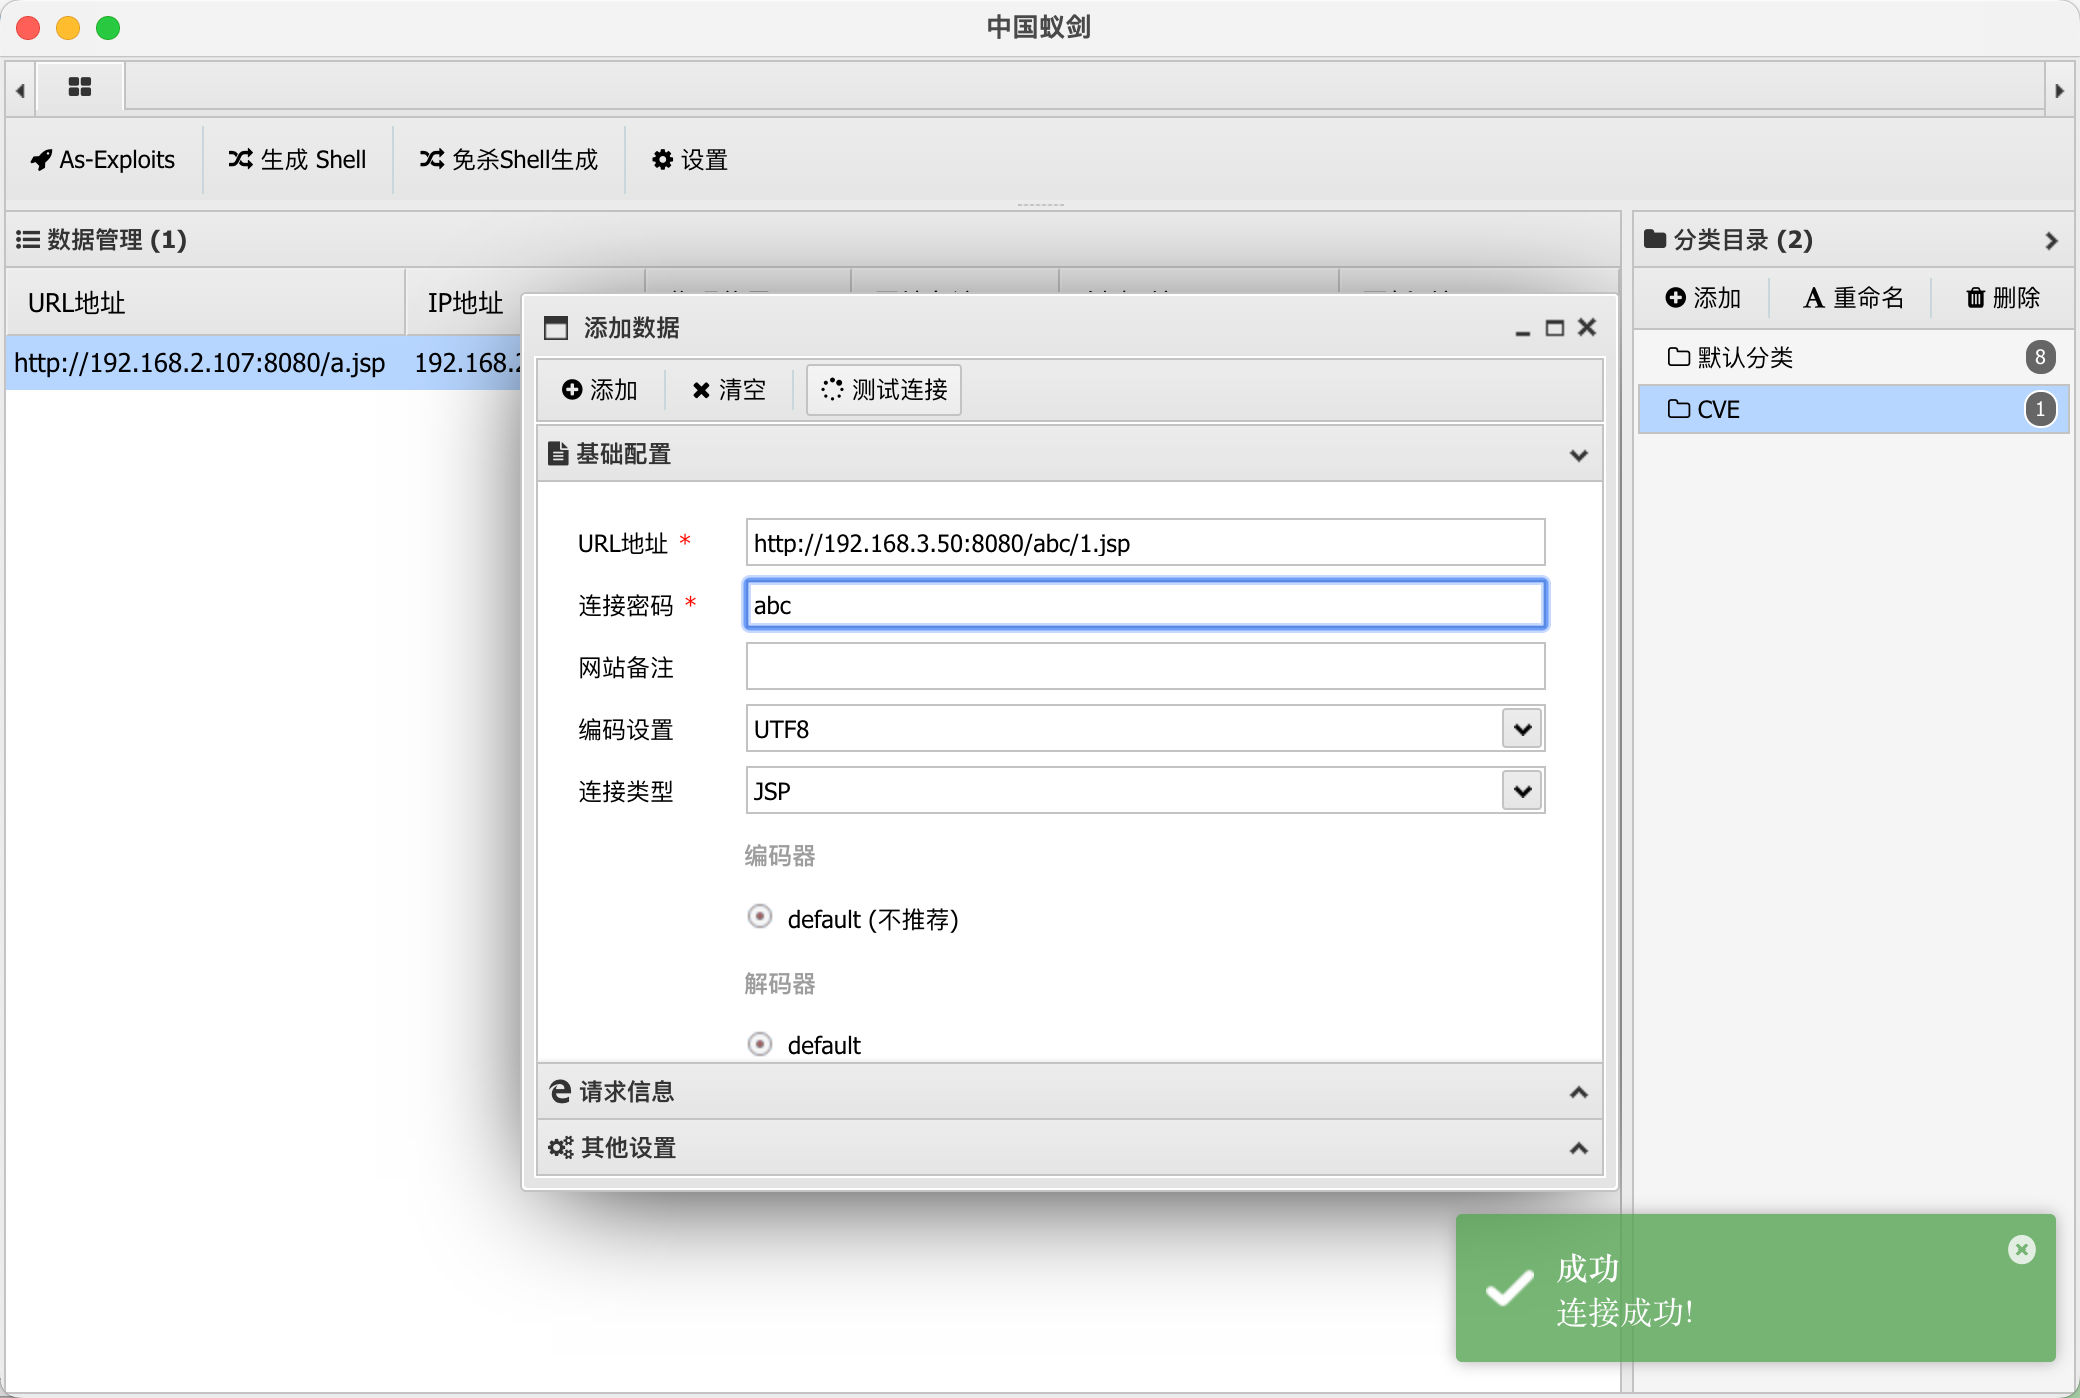 中国蚁剑
As-Exploits
生成 Shell
免杀Shell生成
设置
数据管理 (1)
URL地址
IP地址
http://192.168.2.107:8080/a.jsp
192.168.2
添加数据
添加
清空
测试连接
基础配置
URL地址 *
http://192.168.3.50:8080/abc/1.jsp
连接密码 *
abc
网站备注
编码设置
UTF8
连接类型
JSP
编码器
default (不推荐)
解码器
default
请求信息
其他设置
分类目录 (2)
添加
重命名
删除
默认分类
8
CVE
1
成功
连接成功!